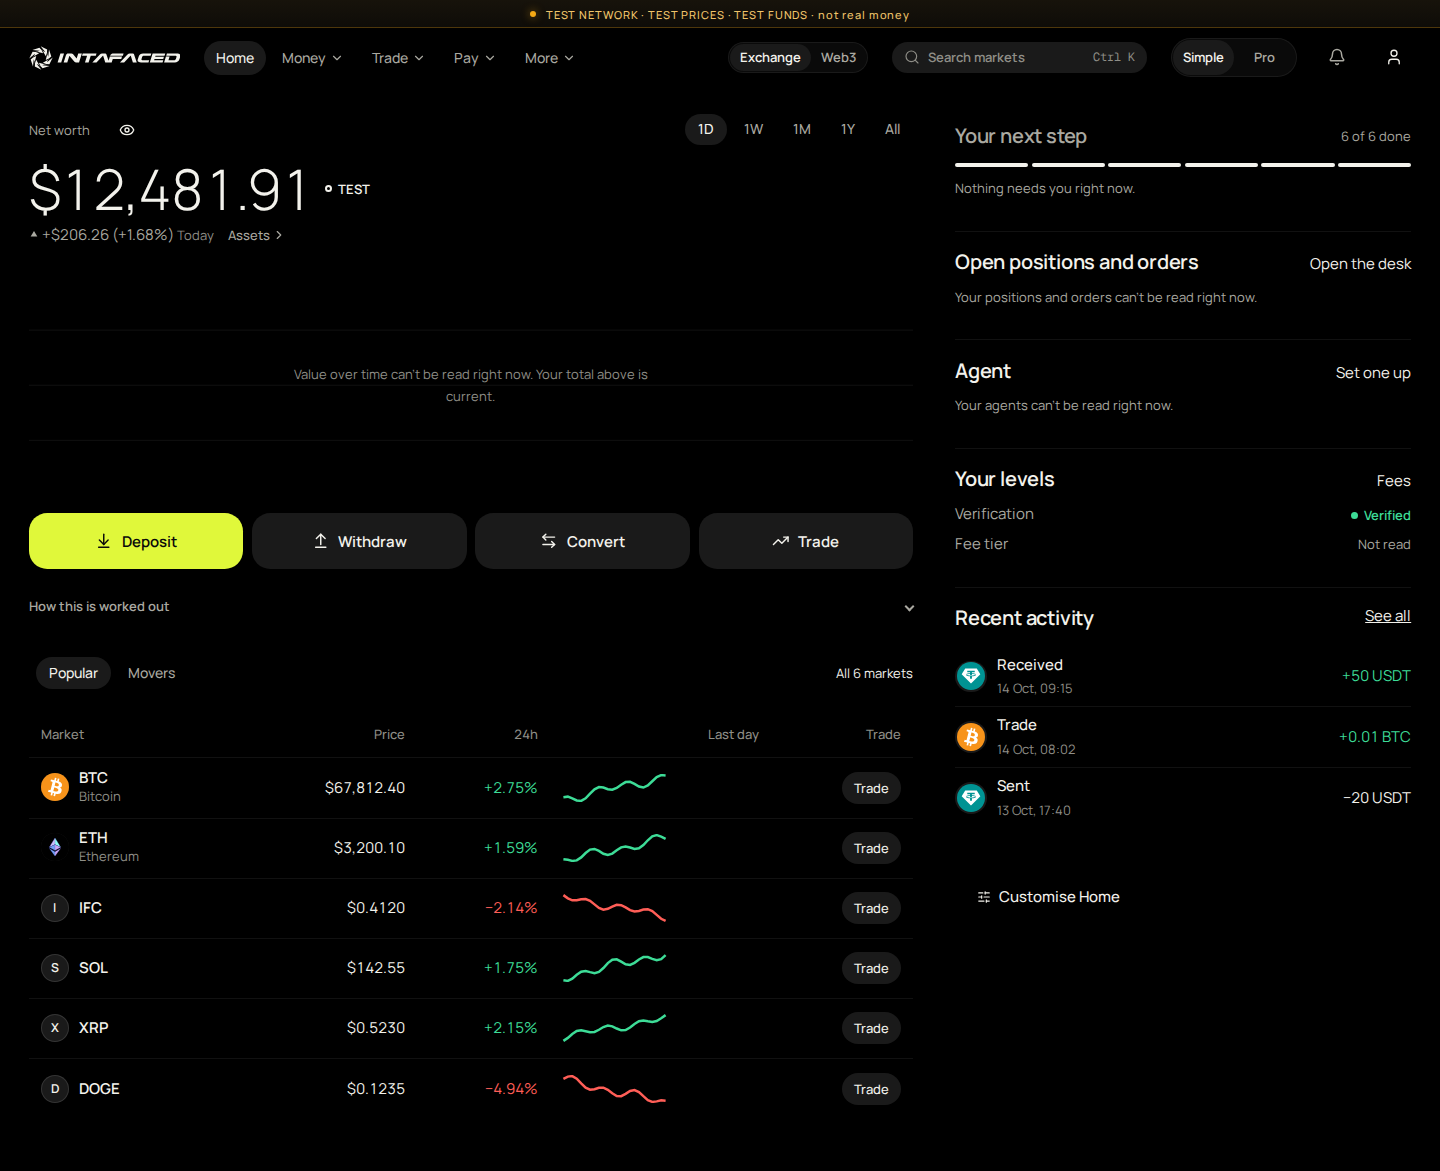 TEST NETWORK · TEST PRICES · TEST FUNDS · not real money
INTAFACED
Home
Money
Trade
Pay
More
Exchange
Web3
Search markets
Ctrl K
Simple
Pro
Net worth
1D
1W
1M
1Y
All
$12,481.91
TEST
+$206.26 (+1.68%) Today
Assets
Value over time can't be read right now. Your total above is
current.
Deposit
Withdraw
Convert
Trade
How this is worked out
Popular
Movers
All 6 markets
Market
Price
24h
Last day
Trade
BTC
Bitcoin
$67,812.40
+2.75%
Trade
ETH
Ethereum
$3,200.10
+1.59%
Trade
I
IFC
$0.4120
−2.14%
Trade
S
SOL
$142.55
+1.75%
Trade
X
XRP
$0.5230
+2.15%
Trade
D
DOGE
$0.1235
−4.94%
Trade
Your next step
6 of 6 done
Nothing needs you right now.
Open positions and orders
Open the desk
Your positions and orders can't be read right now.
Agent
Set one up
Your agents can't be read right now.
Your levels
Fees
Verification
Verified
Fee tier
Not read
Recent activity
See all
Received
14 Oct, 09:15
+50 USDT
Trade
14 Oct, 08:02
+0.01 BTC
Sent
13 Oct, 17:40
−20 USDT
Customise Home